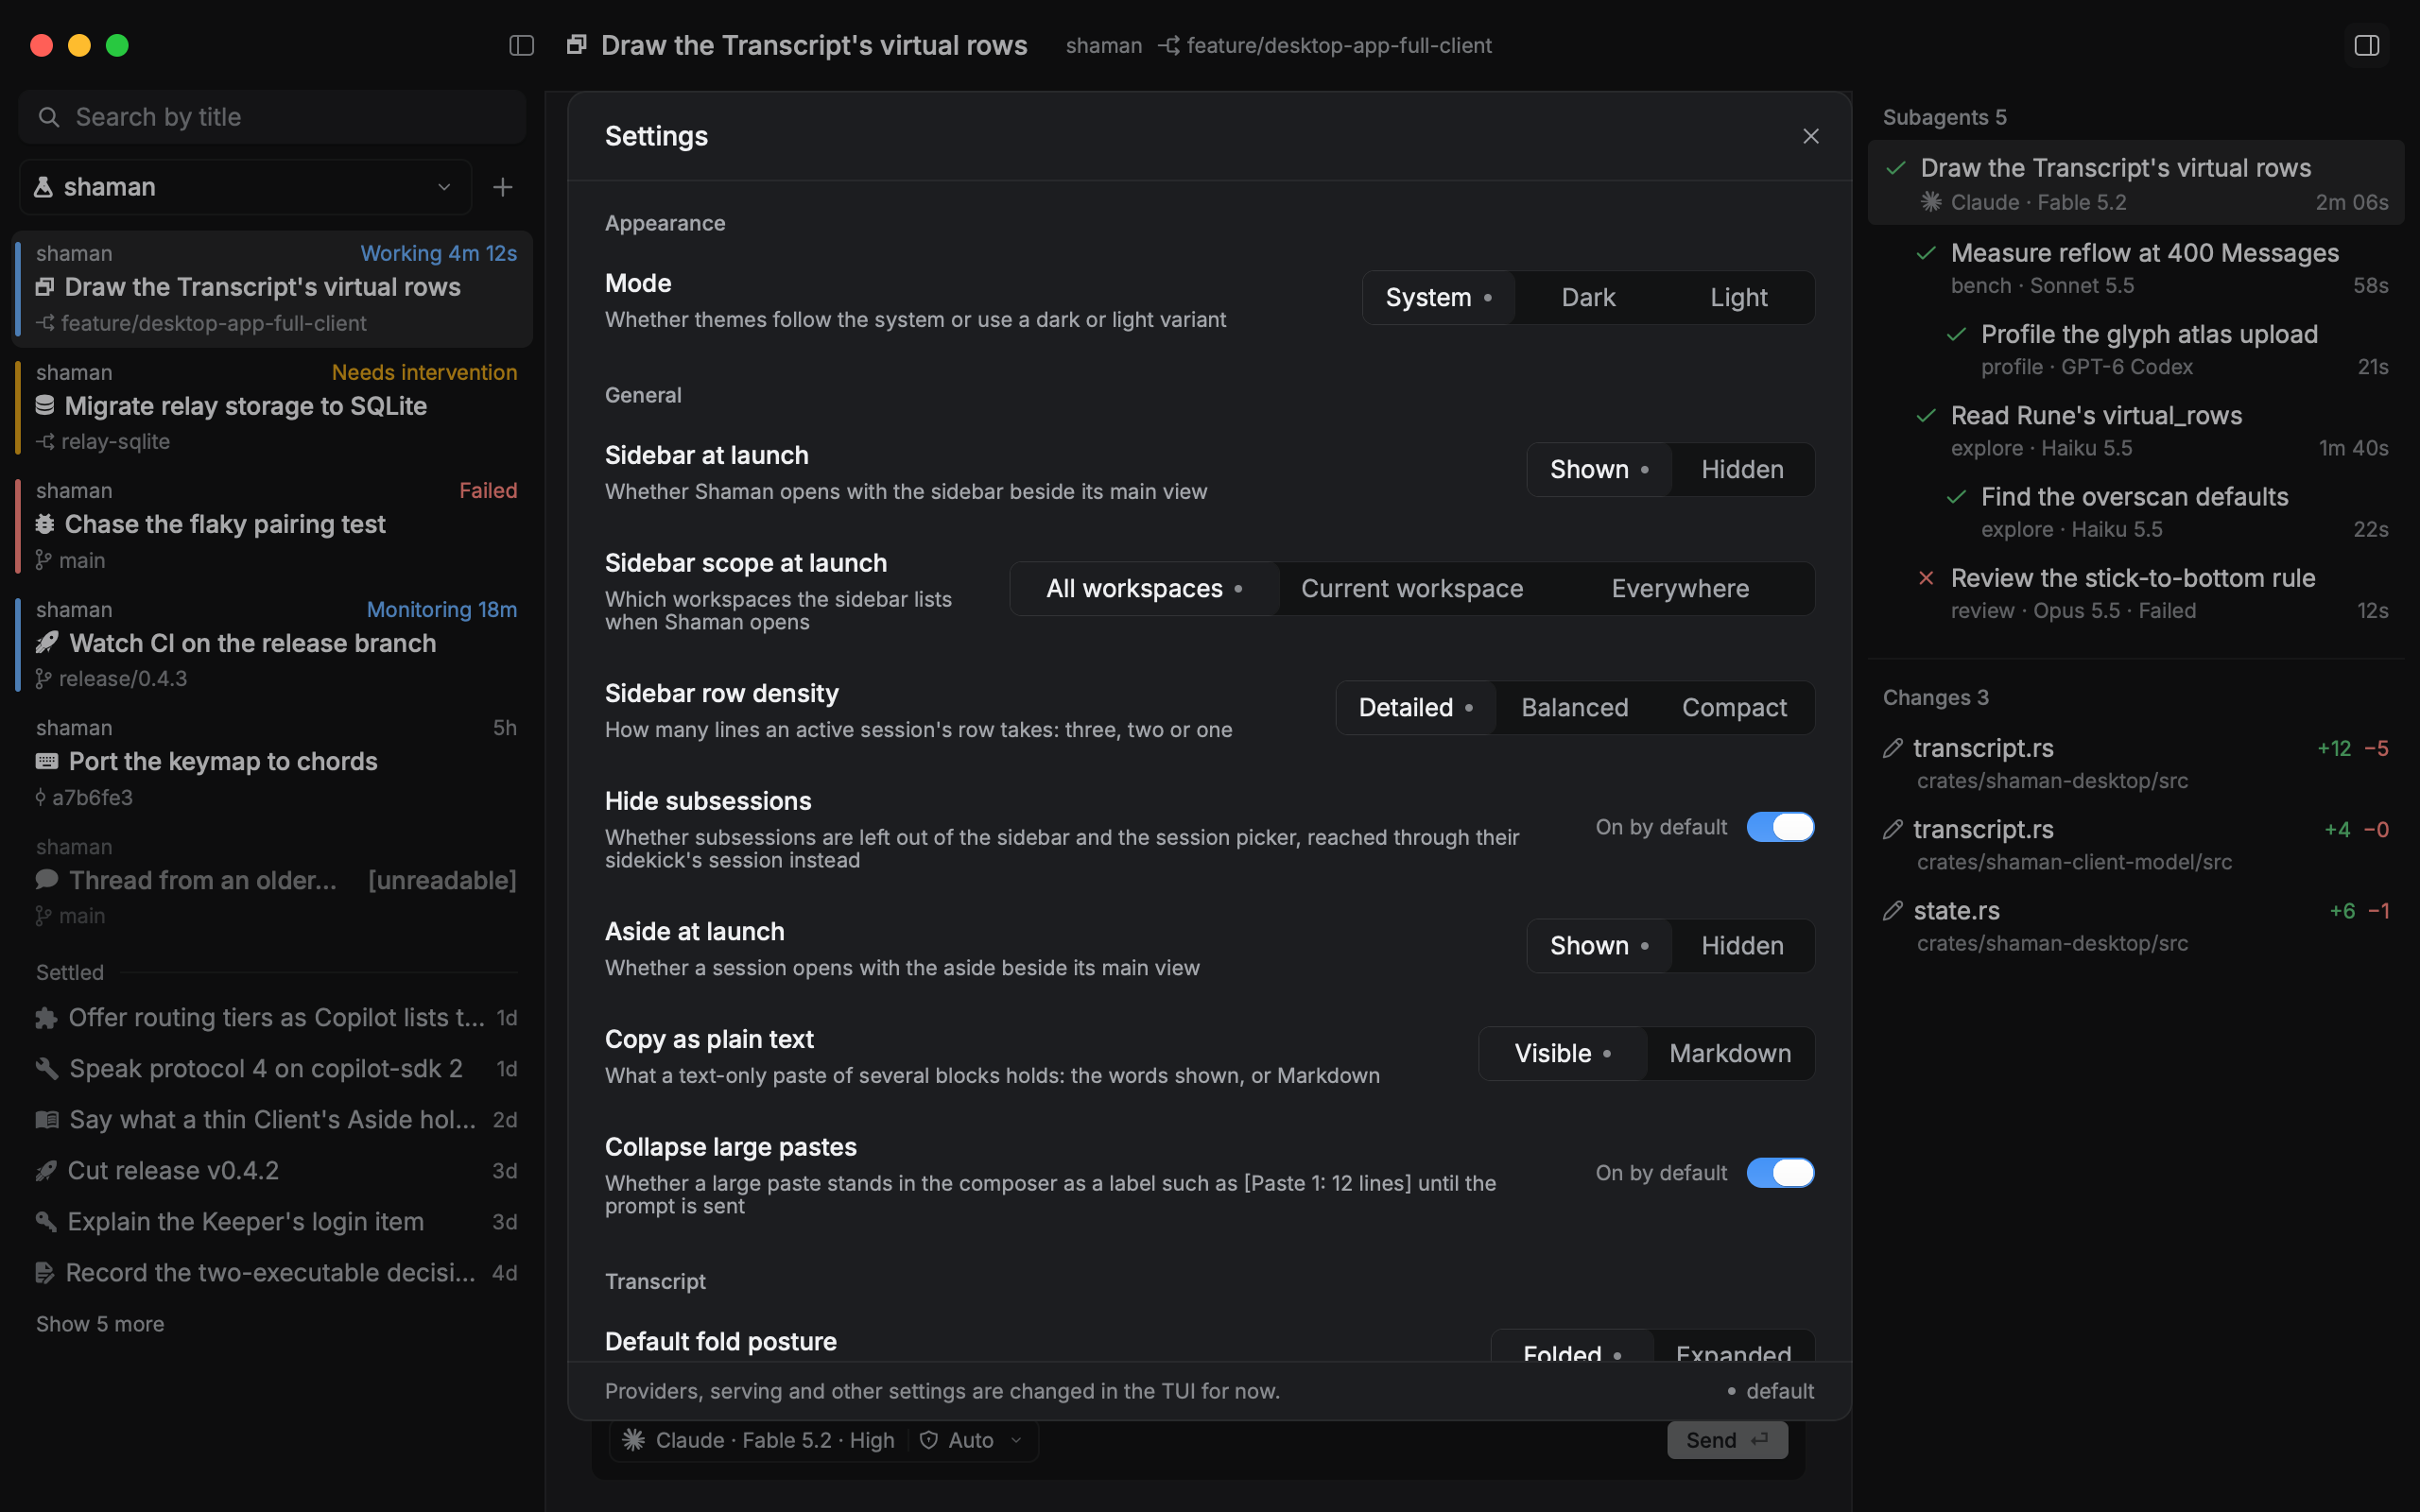 Draw the Transcript's virtual rows
shaman feature/desktop-app-full-client
Search by title
shaman
shaman Working 4m 12s
Draw the Transcript's virtual rows
feature/desktop-app-full-client
shaman Needs intervention
Migrate relay storage to SQLite
relay-sqlite
shaman Failed
Chase the flaky pairing test
main
shaman Monitoring 18m
Watch CI on the release branch
release/0.4.3
shaman 5h
Port the keymap to chords
a7b6fe3
shaman
Thread from an older... [unreadable]
main
Settled
Offer routing tiers as Copilot lists t... 1d
Speak protocol 4 on copilot-sdk 2 1d
Say what a thin Client's Aside hol... 2d
Cut release v0.4.2 3d
Explain the Keeper's login item 3d
Record the two-executable decisi... 4d
Show 5 more
Settings
Appearance
Mode
Whether themes follow the system or use a dark or light variant
System • Dark Light
General
Sidebar at launch
Whether Shaman opens with the sidebar beside its main view
Shown • Hidden
Sidebar scope at launch
Which workspaces the sidebar lists
when Shaman opens
All workspaces • Current workspace Everywhere
Sidebar row density
How many lines an active session's row takes: three, two or one
Detailed • Balanced Compact
Hide subsessions
Whether subsessions are left out of the sidebar and the session picker, reached through their
sidekick's session instead
On by default
Aside at launch
Whether a session opens with the aside beside its main view
Shown • Hidden
Copy as plain text
What a text-only paste of several blocks holds: the words shown, or Markdown
Visible • Markdown
Collapse large pastes
Whether a large paste stands in the composer as a label such as [Paste 1: 12 lines] until the
prompt is sent
On by default
Transcript
Default fold posture
Folded • Expanded
Providers, serving and other settings are changed in the TUI for now.
• default
Claude · Fable 5.2 · High Auto
Send
Subagents 5
Draw the Transcript's virtual rows
Claude · Fable 5.2 2m 06s
Measure reflow at 400 Messages
bench · Sonnet 5.5 58s
Profile the glyph atlas upload
profile · GPT-6 Codex 21s
Read Rune's virtual_rows
explore · Haiku 5.5 1m 40s
Find the overscan defaults
explore · Haiku 5.5 22s
Review the stick-to-bottom rule
review · Opus 5.5 · Failed 12s
Changes 3
transcript.rs +12 −5
crates/shaman-desktop/src
transcript.rs +4 −0
crates/shaman-client-model/src
state.rs +6 −1
crates/shaman-desktop/src